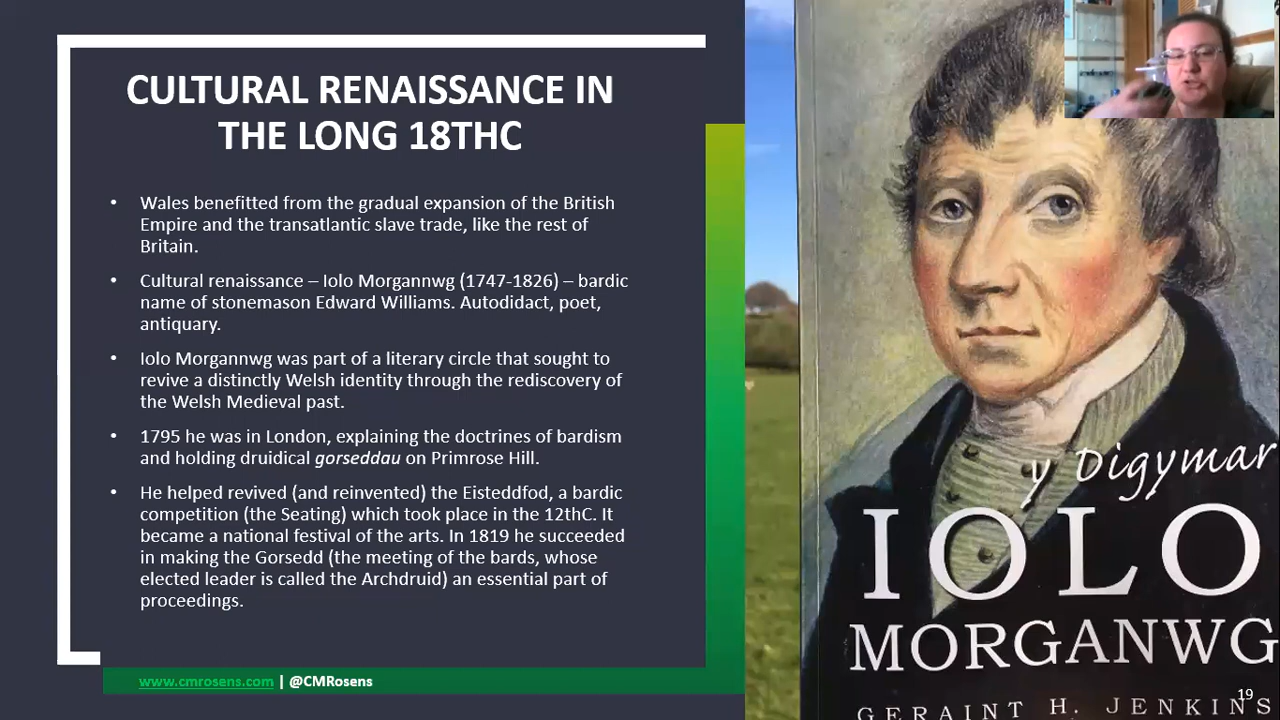 CULTURAL RENAISSANCE IN
THE LONG 18THC
• Wales benefitted from the gradual expansion of the British
Empire and the transatlantic slave trade, like the rest of
Britain.
• Cultural renaissance – Iolo Morgannwg (1747-1826) – bardic
name of stonemason Edward Williams. Autodidact, poet,
antiquary.
• Iolo Morgannwg was part of a literary circle that sought to
revive a distinctly Welsh identity through the rediscovery of
the Welsh Medieval past.
• 1795 he was in London, explaining the doctrines of bardism
and holding druidical gorseddau on Primrose Hill.
• He helped revived (and reinvented) the Eisteddfod, a bardic
competition (the Seating) which took place in the 12thC. It
became a national festival of the arts. In 1819 he succeeded
in making the Gorsedd (the meeting of the bards, whose
elected leader is called the Archdruid) an essential part of
proceedings.
www.cmrosens.com | @CMRosens
y Digymar
IOLO
MORGANWG
GERAINT H. JENKINS
19